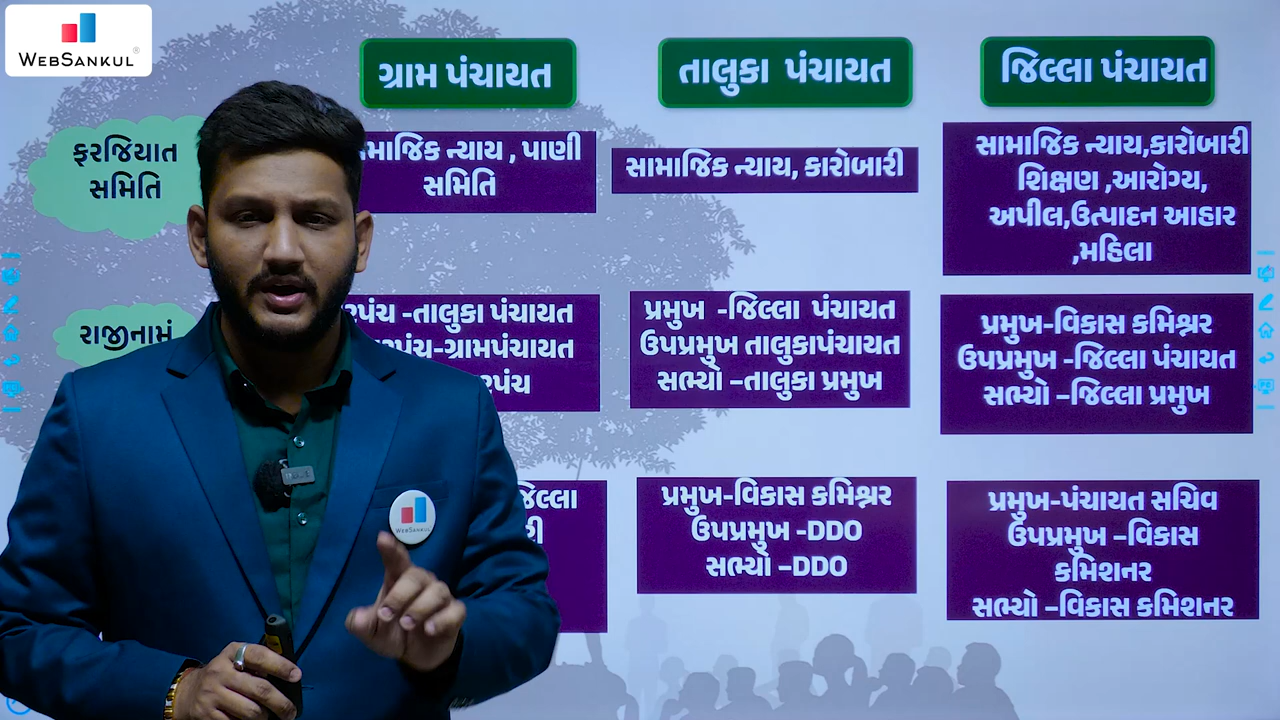 WEBSANKUL®
ગ્રામ પંચાયત
તાલુકા પંચાયત
જિલ્લા પંચાયત
ફરજિયાત
સમિતિ
ન્યાય , પાણી
સમિતિ
સામાજિક ન્યાય, કારોબારી
સામાજિક ન્યાય,કારોબારી
શિક્ષણ ,આરોગ્ય,
અપીલ,ઉત્પાદન આહાર
,મહિલા
રાજીનામં
-તાલુકા પંચાયત
-ગ્રામપંચાયત
પ્રમુખ -જિલ્લા પંચાયત
ઉપપ્રમુખ તાલુકાપંચાયત
સભ્યો –તાલુકા પ્રમુખ
પ્રમુખ-વિકાસ કમિશ્નર
ઉપપ્રમુખ -જિલ્લા પંચાયત
સભ્યો –જિલ્લા પ્રમુખ
પ્રમુખ-વિકાસ કમિશ્નર
ઉપપ્રમુખ -DDO
સભ્યો –DDO
પ્રમુખ-પંચાયત સચિવ
ઉપપ્રમુખ –વિકાસ
કમિશનર
સભ્યો –વિકાસ કમિશનર
WEBSANKUL